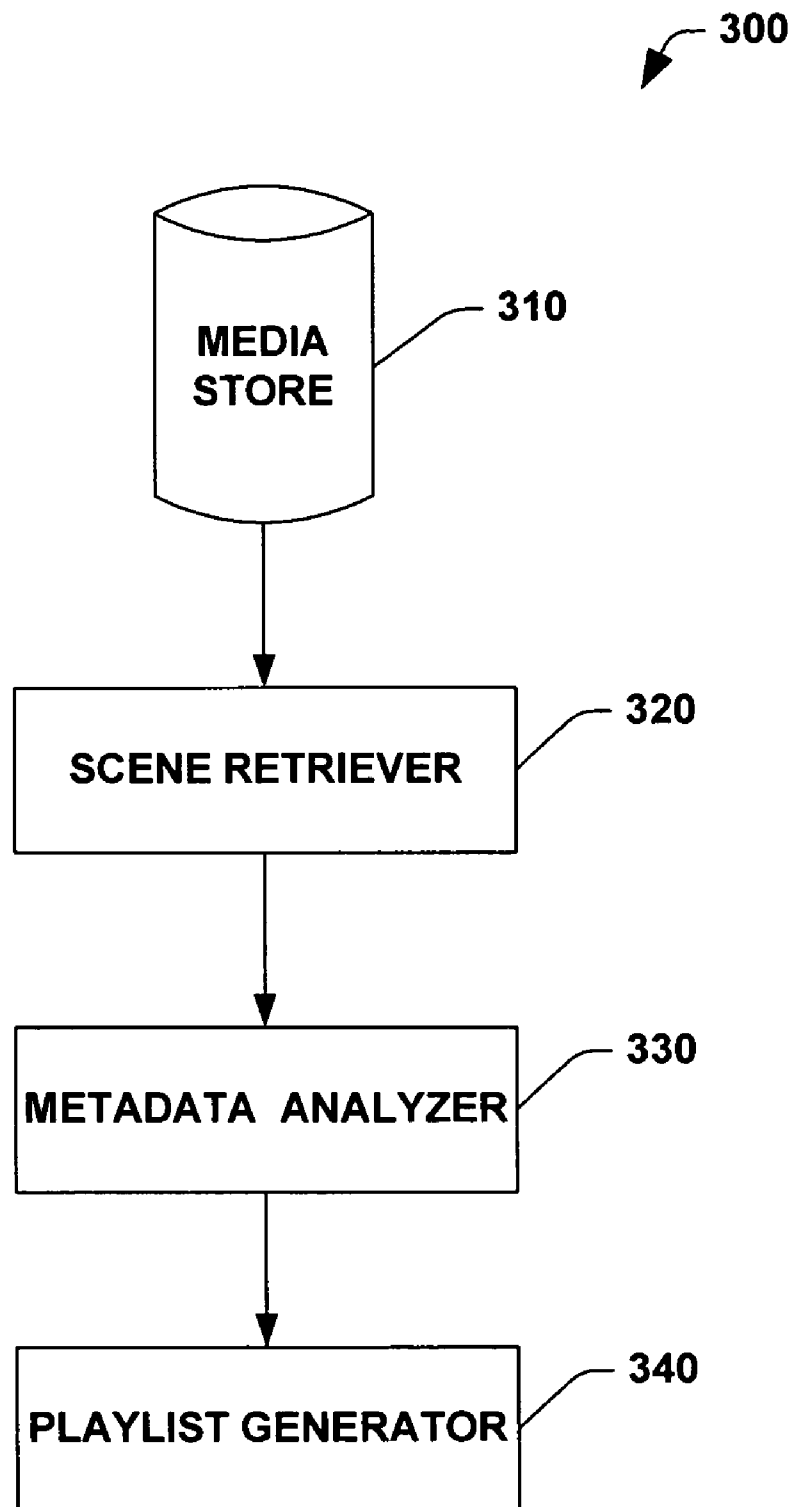 300
310
MEDIA
STORE
320
SCENE RETRIEVER
330
METADATA ANALYZER
340
PLAYLIST GENERATOR